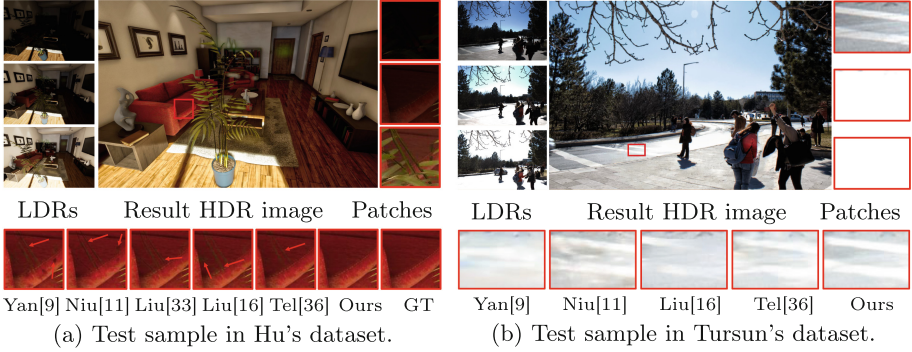 LDRs Result HDR image Patches
Yan[9] Niu[11] Liu[33] Liu[16] Tel[36] Ours GT
(a) Test sample in Hu's dataset.
LDRs Result HDR image Patches
Yan[9] Niu[11] Liu[16] Tel[36] Ours
(b) Test sample in Tursun's dataset.